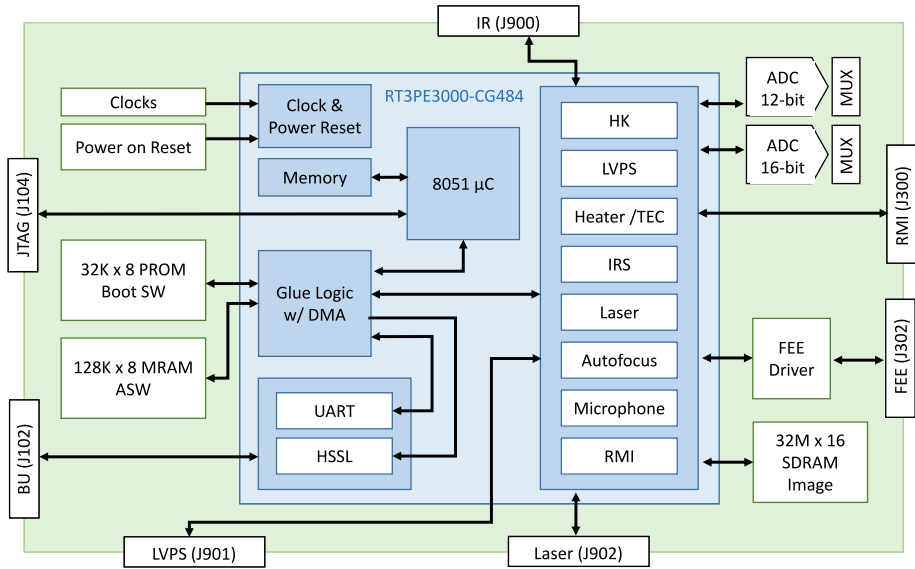 IR (J900)
RT3PE3000-CG484
Clocks
Power on Reset
Clock &
Power Reset
Memory
8051 µC
JTAG (J104)
32K x 8 PROM
Boot SW
128K x 8 MRAM
ASW
Glue Logic
w/ DMA
UART
HSSL
BU (J102)
HK
LVPS
Heater /TEC
IRS
Laser
Autofocus
Microphone
RMI
ADC
12-bit
MUX
ADC
16-bit
MUX
RMI (J300)
FEE
Driver
FEE (J302)
32M x 16
SDRAM
Image
LVPS (J901)
Laser (J902)